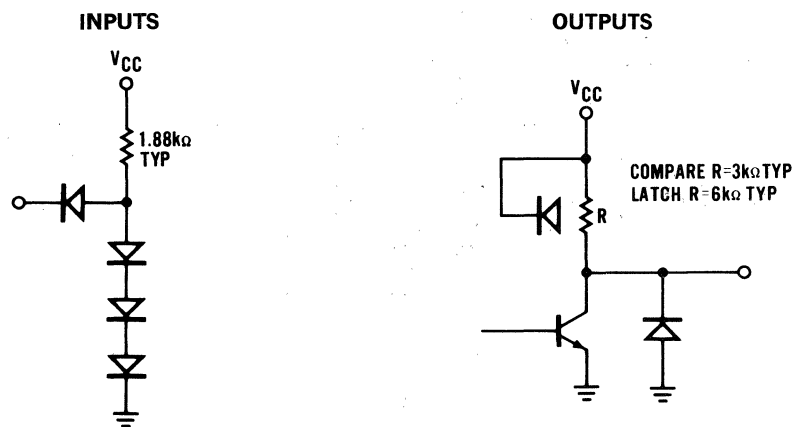 INPUTS
VCC
1.88kΩ
TYP
OUTPUTS
VCC
R
COMPARE R=3kΩ TYP
LATCH R=6kΩ TYP